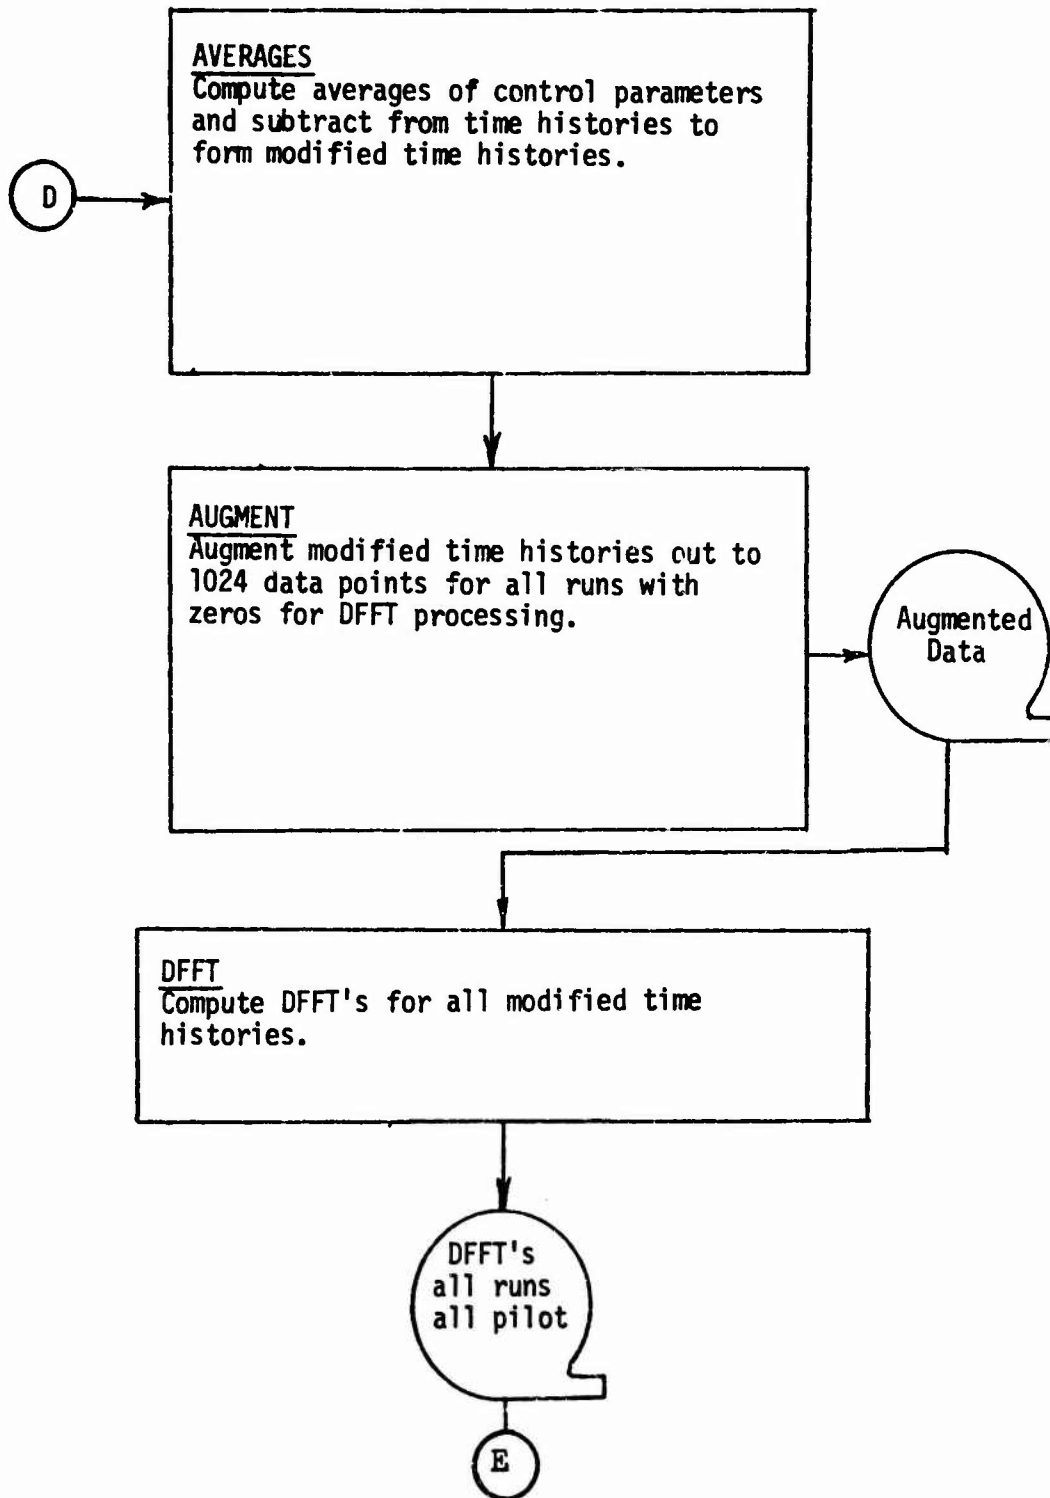 AVERAGES
Compute averages of control parameters
and subtract from time histories to
form modified time histories.
D
AUGMENT
Augment modified time histories out to
1024 data points for all runs with
zeros for DFFT processing.
Augmented
Data
DFFT
Compute DFFT's for all modified time
histories.
DFFT's
all runs
all pilot
E